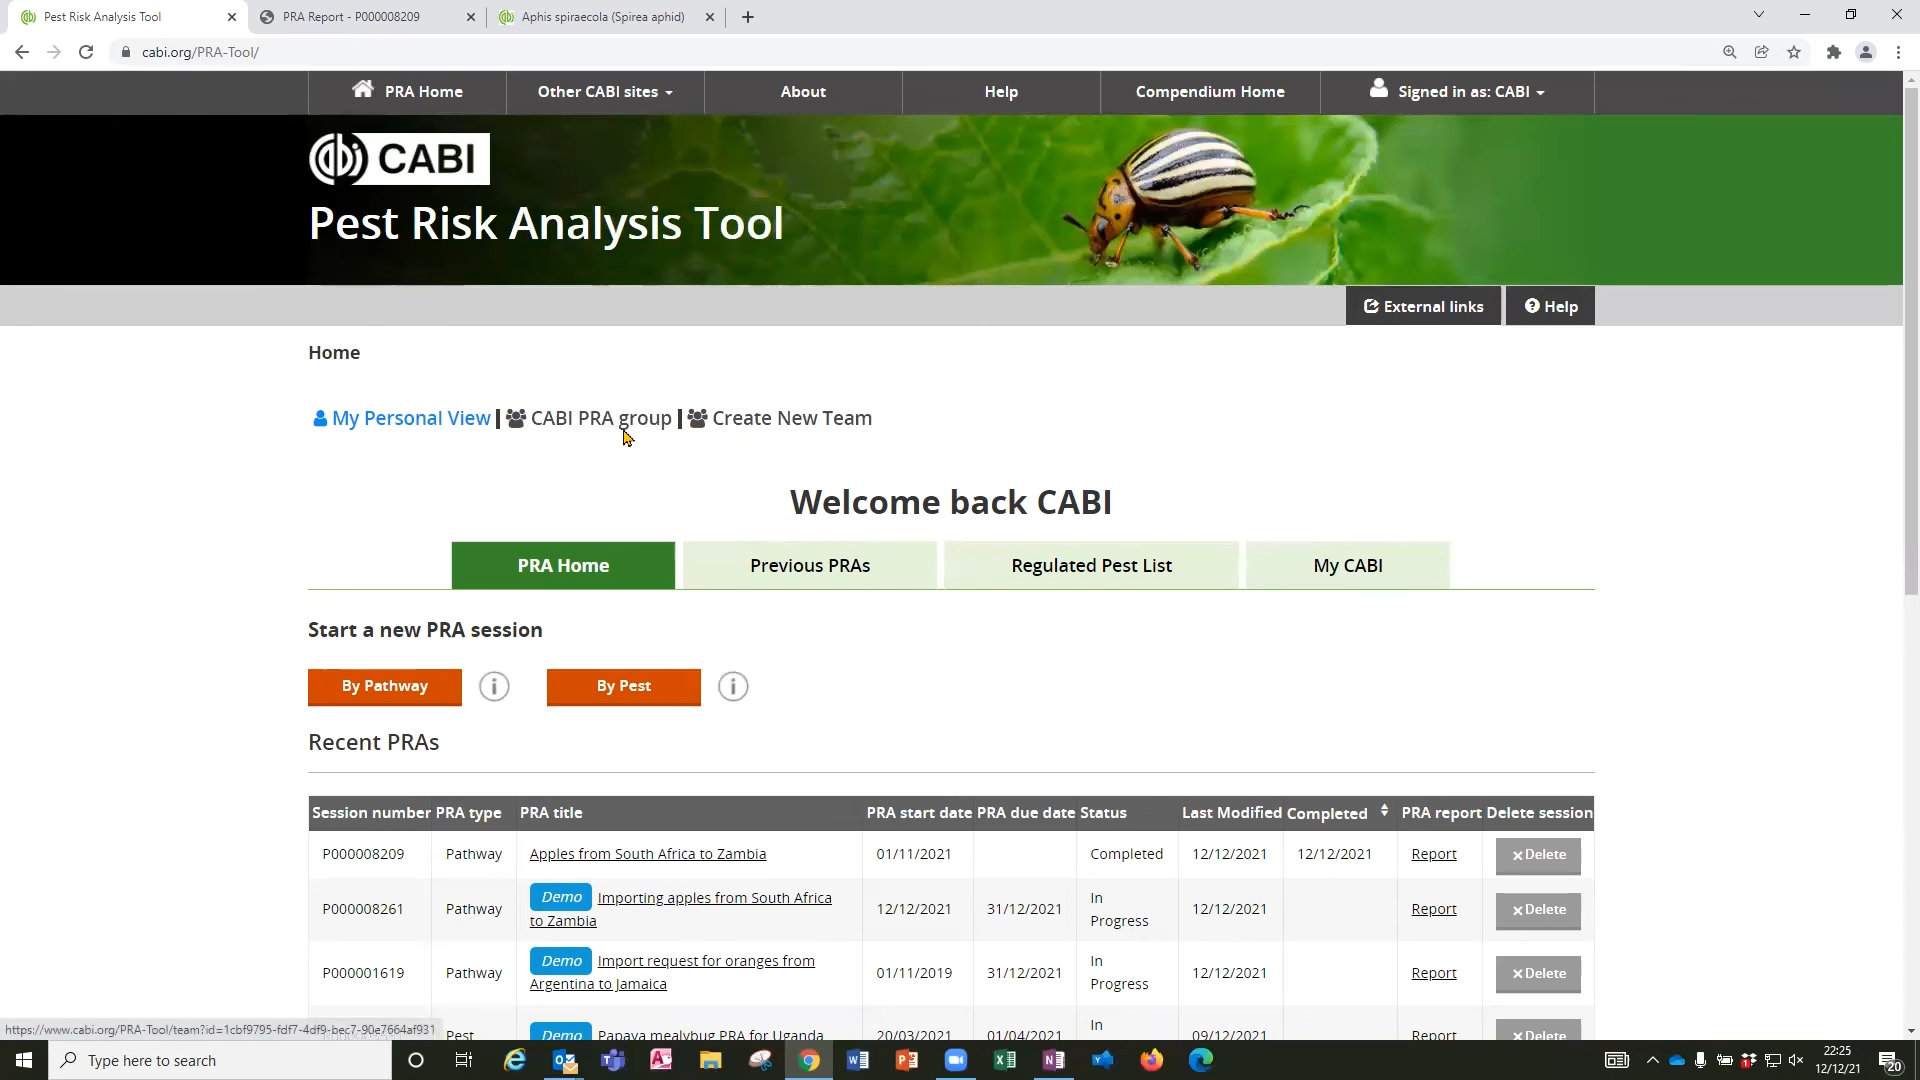 Pest Risk Analysis Tool
PRA Report - P000008209
Aphis spiraecola (Spirea aphid)
cabi.org/PRA-Tool/
PRA Home
Other CABI sites
About
Help
Compendium Home
Signed in as: CABI
CABI
Pest Risk Analysis Tool
External links
Help
Home
My Personal View | CABI PRA group | Create New Team
Welcome back CABI
PRA Home
Previous PRAs
Regulated Pest List
My CABI
Start a new PRA session
By Pathway
i
By Pest
i
Recent PRAs
Session number PRA type PRA title PRA start date PRA due date Status Last Modified Completed PRA report Delete session
P000008209 Pathway Apples from South Africa to Zambia 01/11/2021 Completed 12/12/2021 12/12/2021 Report ×Delete
P000008261 Pathway Demo Importing apples from South Africa to Zambia 12/12/2021 31/12/2021 In Progress 12/12/2021 Report ×Delete
P000001619 Pathway Demo Import request for oranges from Argentina to Jamaica 01/11/2019 31/12/2021 In Progress 12/12/2021 Report ×Delete
Pest Demo Papaya mealybug PRA for Uganda 20/03/2021 01/04/2021 In 09/12/2021 Report ×Delete
https://www.cabi.org/PRA-Tool/team?id=1cbf9795-fdf7-4df9-bec7-90e7664af931
Type here to search
22:25
12/12/21
20